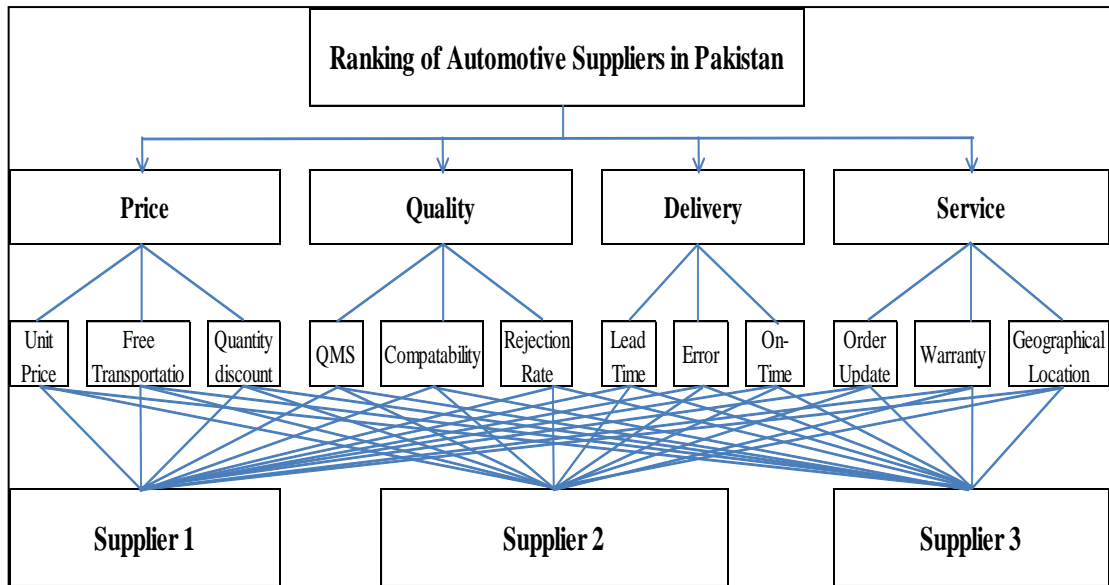 Ranking of Automotive Suppliers in Pakistan
Price
Quality
Delivery
Service
Unit
Price
Free
Transportatio
Quantity
discount
QMS
Compatability
Rejection
Rate
Lead
Time
Error
On-
Time
Order
Update
Warranty
Geographical
Location
Supplier 1
Supplier 2
Supplier 3